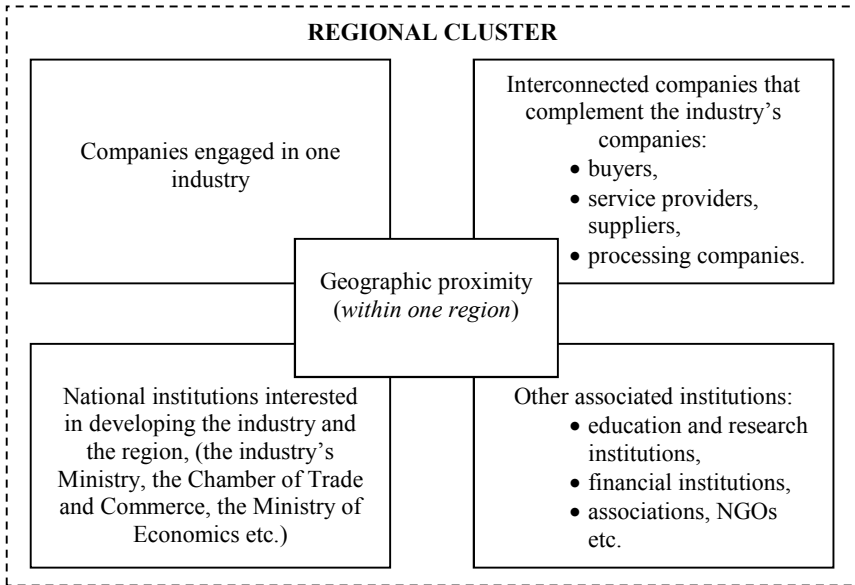 REGIONAL CLUSTER
Companies engaged in one
industry
Interconnected companies that
complement the industry’s
companies:
• buyers,
• service providers,
suppliers,
• processing companies.
Geographic proximity
(within one region)
National institutions interested
in developing the industry and
the region, (the industry’s
Ministry, the Chamber of Trade
and Commerce, the Ministry of
Economics etc.)
Other associated institutions:
• education and research
institutions,
• financial institutions,
• associations, NGOs
etc.